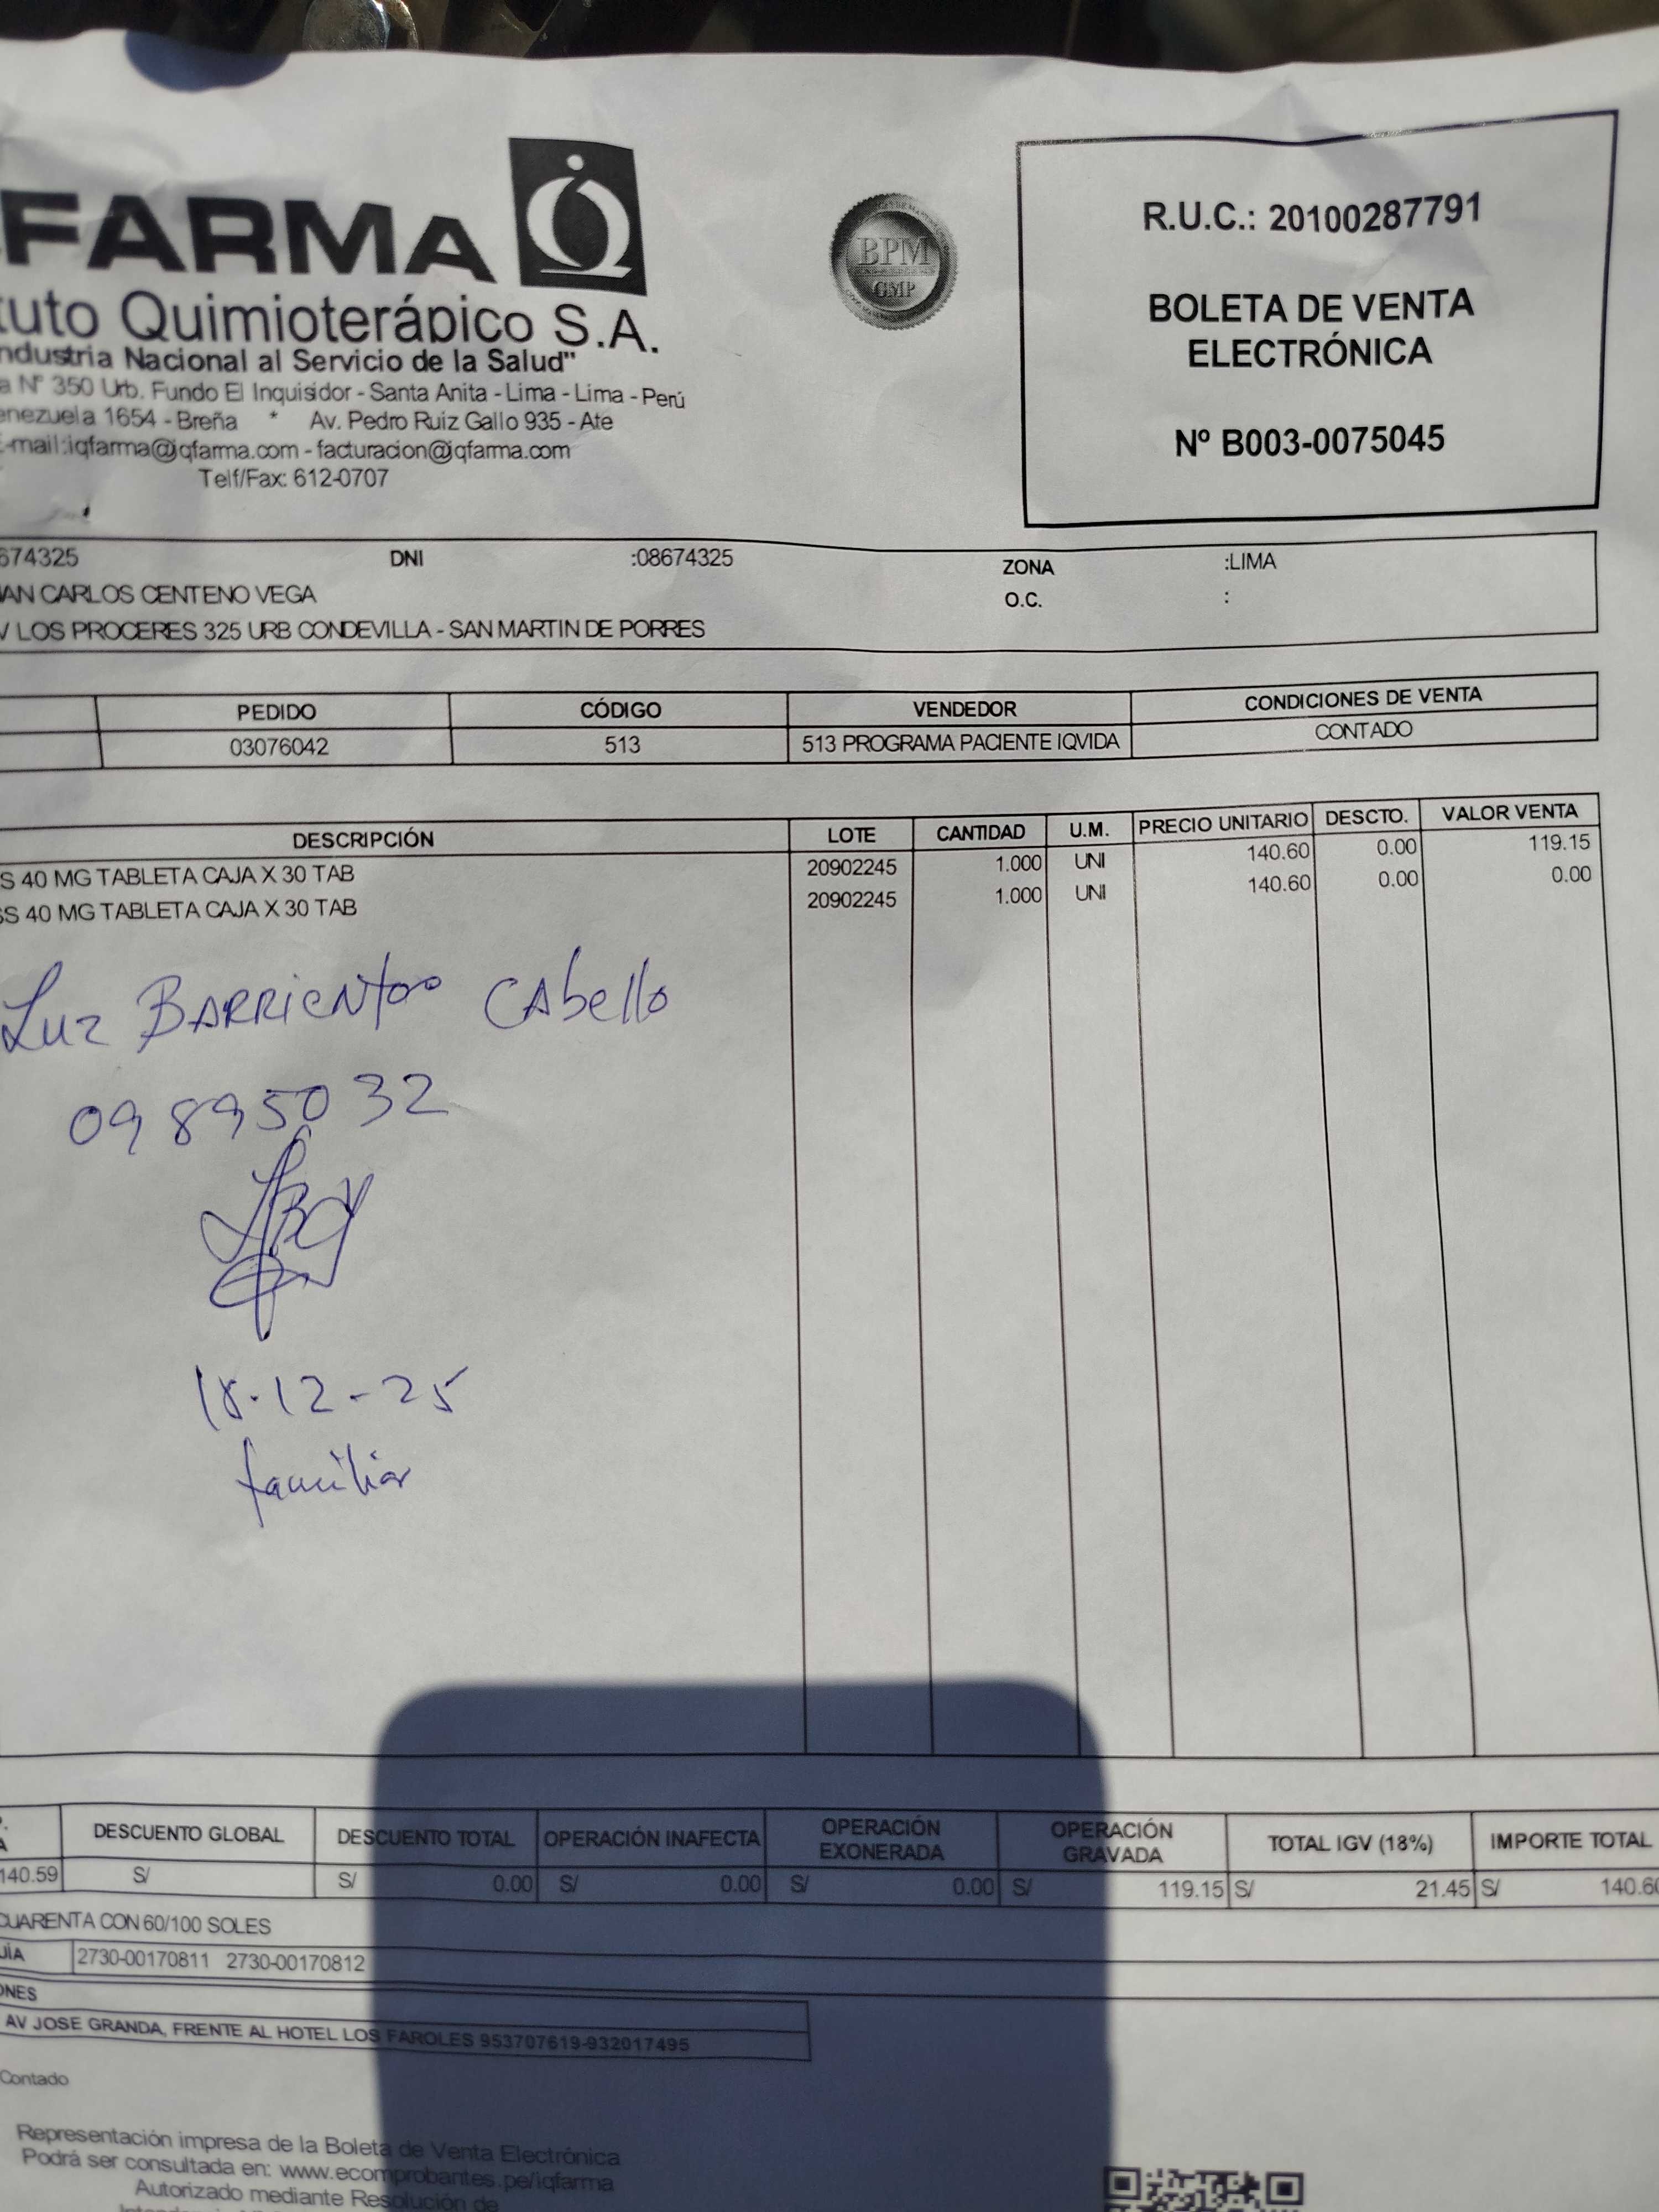 FARMA
BPM
GMP
Quimioterápico S.A.
Nacional al Servicio de la Salud"
Nº 350 Urb. Fundo El Inquisidor - Santa Anita - Lima - Lima - Perú
1654 - Breña * Av. Pedro Ruiz Gallo 935 - Ate
iqfarma@iqfarma.com - facturacion@iqfarma.com
Telf/Fax: 612-0707
R.U.C.: 20100287791
BOLETA DE VENTA
ELECTRÓNICA
Nº B003-0075045
674325 DNI :08674325 ZONA :LIMA
CARLOS CENTENO VEGA O.C. :
LOS PROCERES 325 URB CONDEVILLA - SAN MARTIN DE PORRES
PEDIDO CÓDIGO VENDEDOR CONDICIONES DE VENTA
03076042 513 513 PROGRAMA PACIENTE IQVIDA CONTADO
DESCRIPCIÓN LOTE CANTIDAD U.M. PRECIO UNITARIO DESCTO. VALOR VENTA
S 40 MG TABLETA CAJA X 30 TAB 20902245 1.000 UNI 140.60 0.00 119.15
SS 40 MG TABLETA CAJA X 30 TAB 20902245 1.000 UNI 140.60 0.00 0.00
Luz BARRIENTOS CAbello
09895032
18-12-25
familiar
DESCUENTO GLOBAL DESCUENTO TOTAL OPERACIÓN INAFECTA OPERACIÓN EXONERADA OPERACIÓN GRAVADA TOTAL IGV (18%) IMPORTE TOTAL
140.59 S/ S/ 0.00 S/ 0.00 S/ 0.00 S/ 119.15 S/ 21.45 S/ 140.60
CUARENTA CON 60/100 SOLES
2730-00170811 2730-00170812
AV JOSE GRANDA, FRENTE AL HOTEL LOS FAROLES 953707619-932017495
Contado
Representación impresa de la Boleta de Venta Electrónica
Podrá ser consultada en: www.ecomprobantes.pe/iqfarma
Autorizado mediante Resolución de